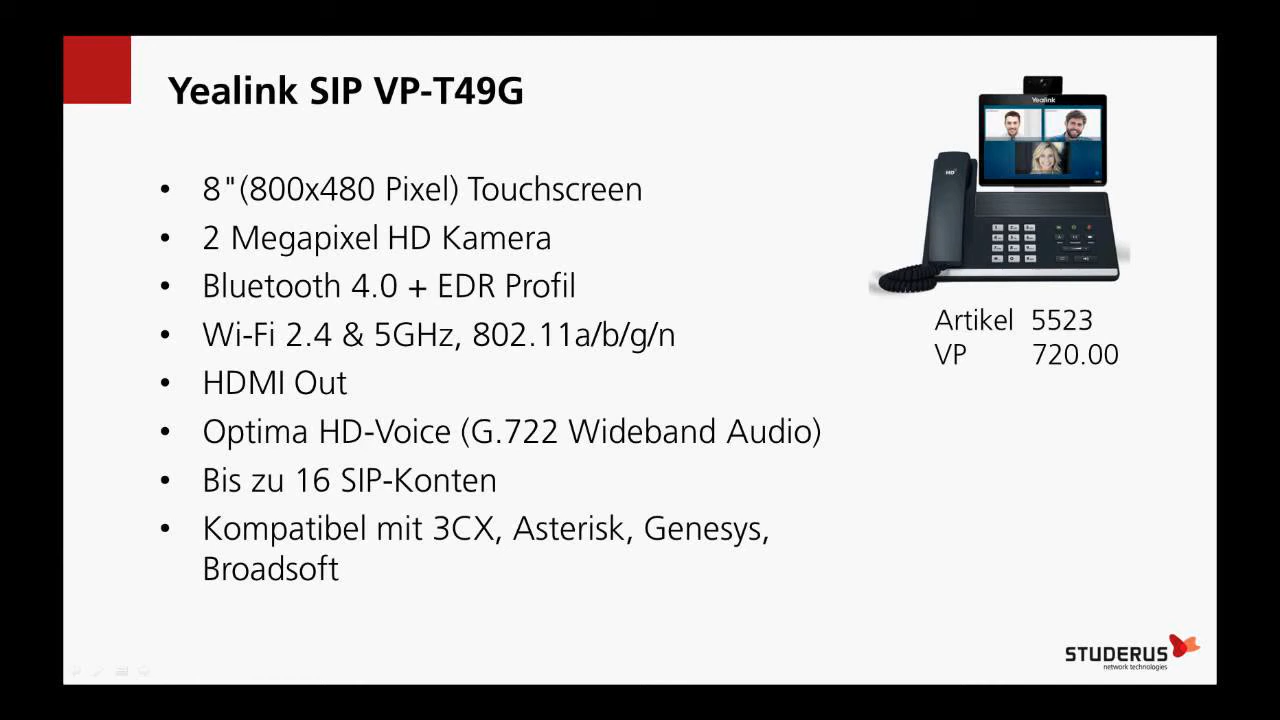 Yealink SIP VP-T49G
Yealink
HD
• 8"(800x480 Pixel) Touchscreen
• 2 Megapixel HD Kamera
• Bluetooth 4.0 + EDR Profil
• Wi-Fi 2.4 & 5GHz, 802.11a/b/g/n
• HDMI Out
• Optima HD-Voice (G.722 Wideband Audio)
• Bis zu 16 SIP-Konten
• Kompatibel mit 3CX, Asterisk, Genesys,
Broadsoft
Artikel 5523
VP 720.00
STUDERUS
network technologies